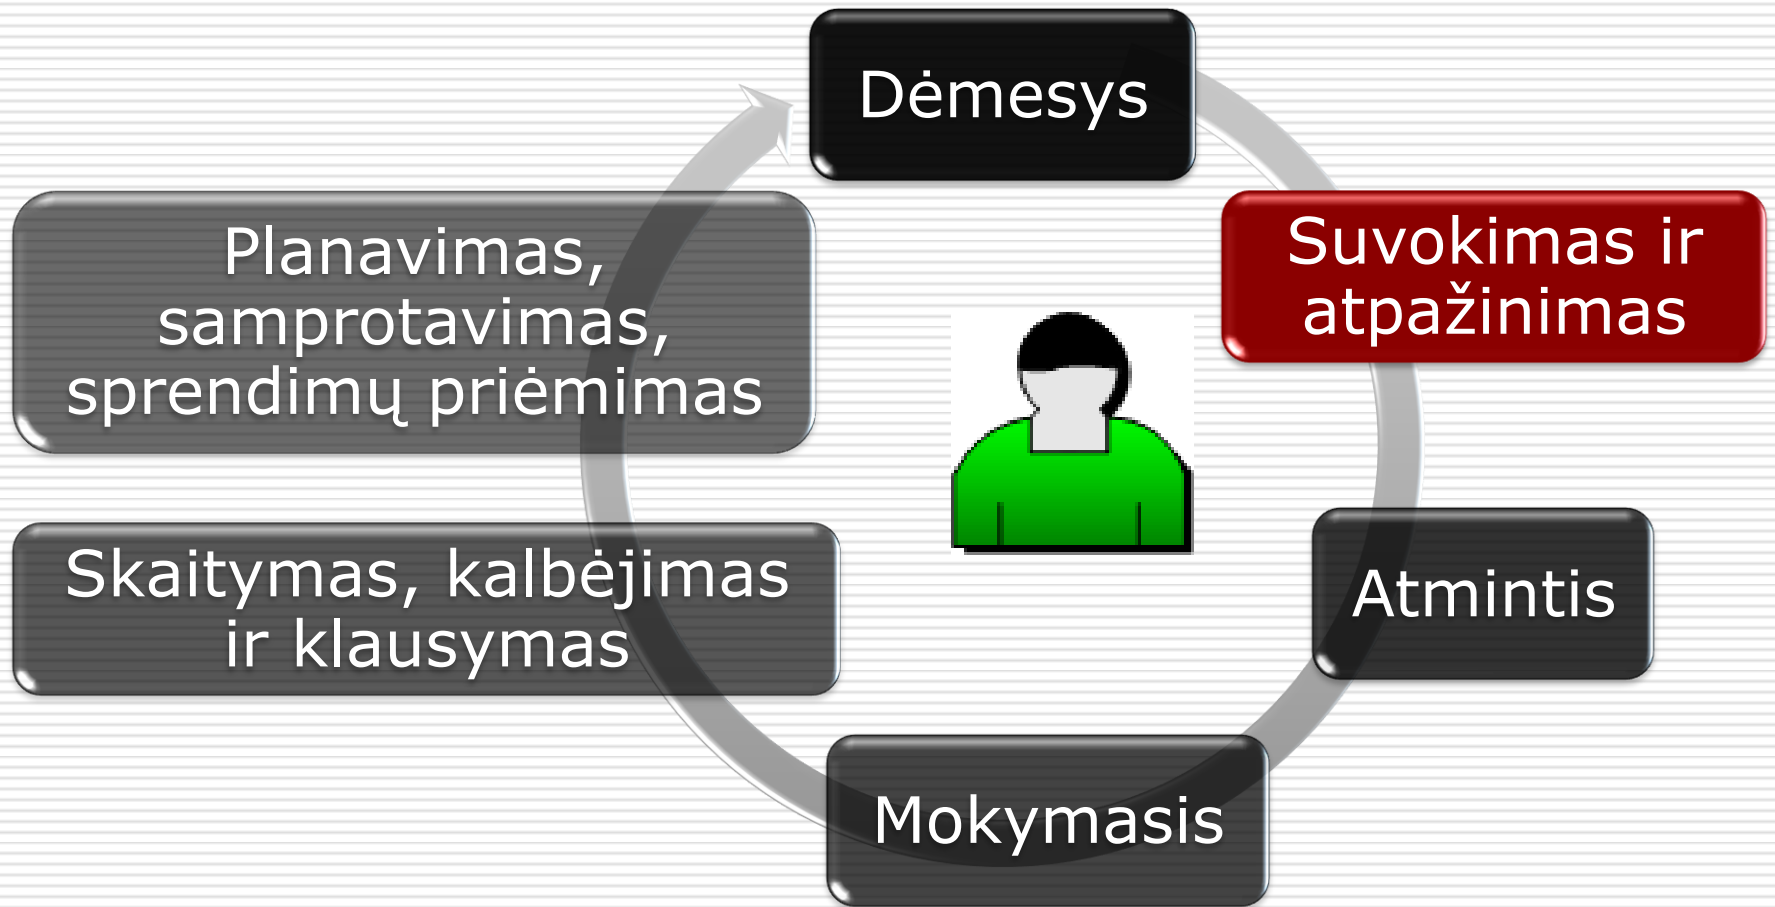 Dėmesys
Suvokimas ir
atpažinimas
Atmintis
Mokymasis
Skaitymas, kalbėjimas
ir klausymas
Planavimas,
samprotavimas,
sprendimų priėmimas